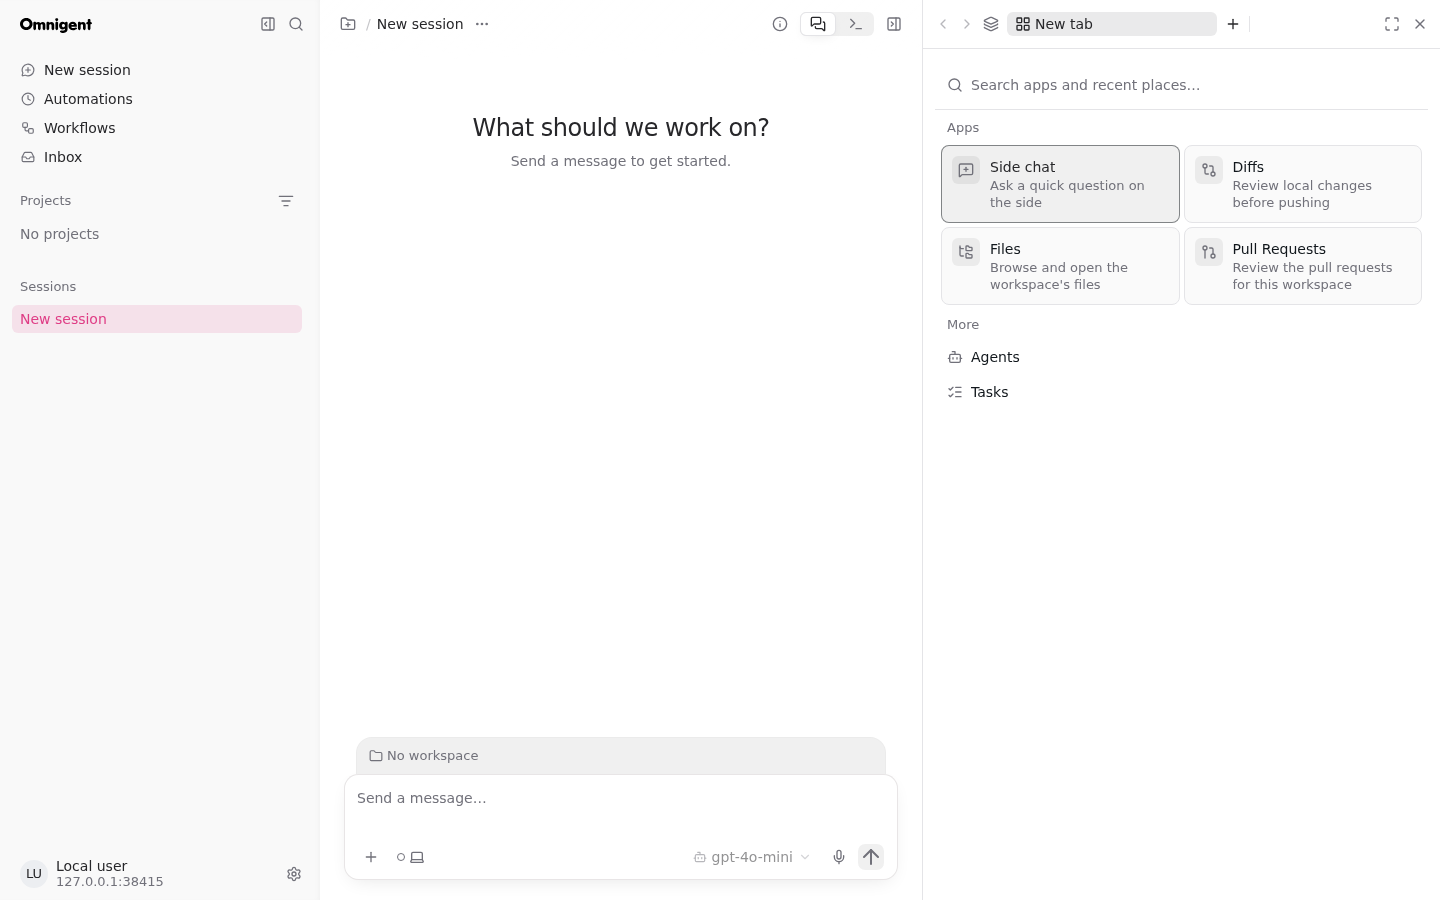 Omnigent
New session
Automations
Workflows
Inbox
Projects
No projects
Sessions
New session
LU
Local user
127.0.0.1:38415
/ New session
What should we work on?
Send a message to get started.
No workspace
Send a message…
gpt-4o-mini
New tab
Search apps and recent places…
Apps
Side chat
Ask a quick question on
the side
Diffs
Review local changes
before pushing
Files
Browse and open the
workspace's files
Pull Requests
Review the pull requests
for this workspace
More
Agents
Tasks